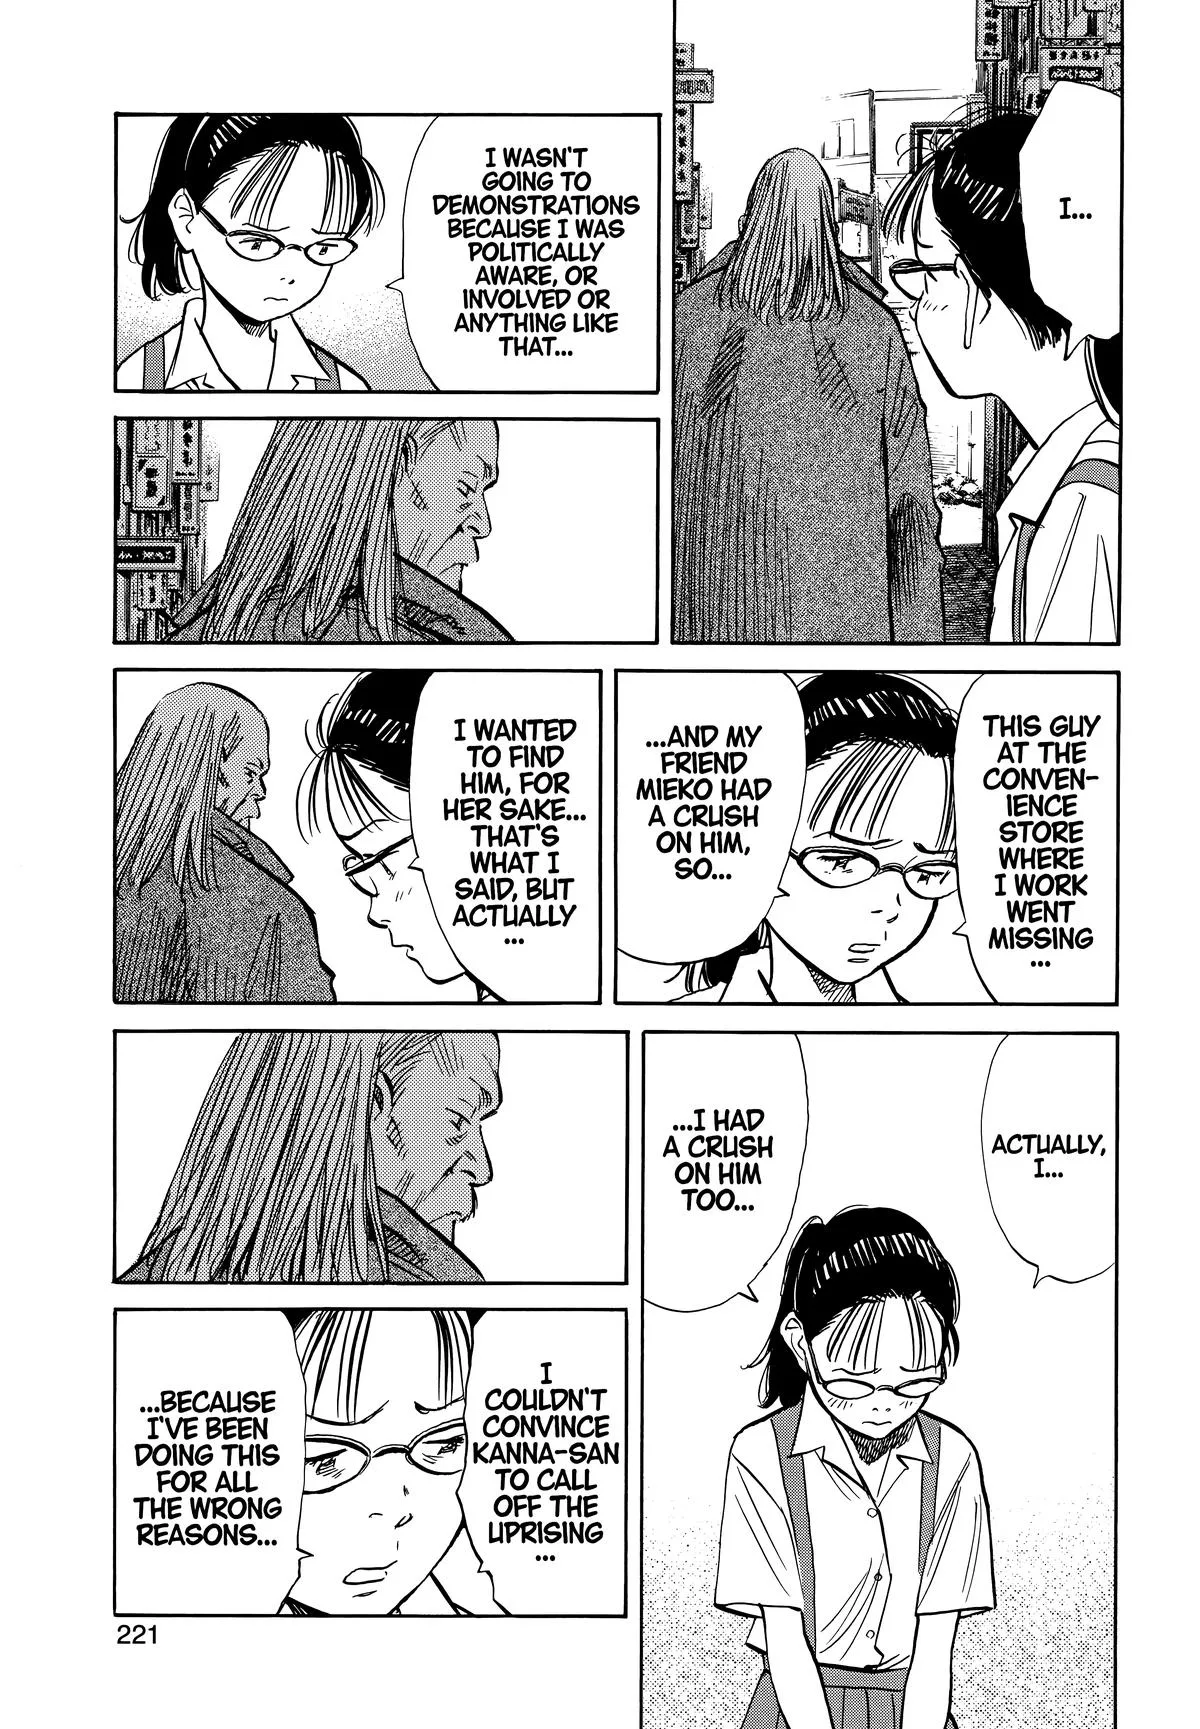 I...
I WASN'T
GOING TO
DEMONSTRATIONS
BECAUSE I WAS
POLITICALLY
AWARE, OR
INVOLVED OR
ANYTHING LIKE
THAT...
THIS GUY
AT THE
CONVEN-
IENCE
STORE
WHERE
I WORK
WENT
MISSING
...
...AND MY
FRIEND
MIEKO HAD
A CRUSH
ON HIM,
SO...
I WANTED
TO FIND
HIM, FOR
HER SAKE...
THAT'S
WHAT I
SAID, BUT
ACTUALLY
...
ACTUALLY,
I...
...I HAD
A CRUSH
ON HIM
TOO...
I
COULDN'T
CONVINCE
KANNA-SAN
TO CALL
OFF THE
UPRISING
...
...BECAUSE
I'VE BEEN
DOING THIS
FOR ALL
THE WRONG
REASONS...
221